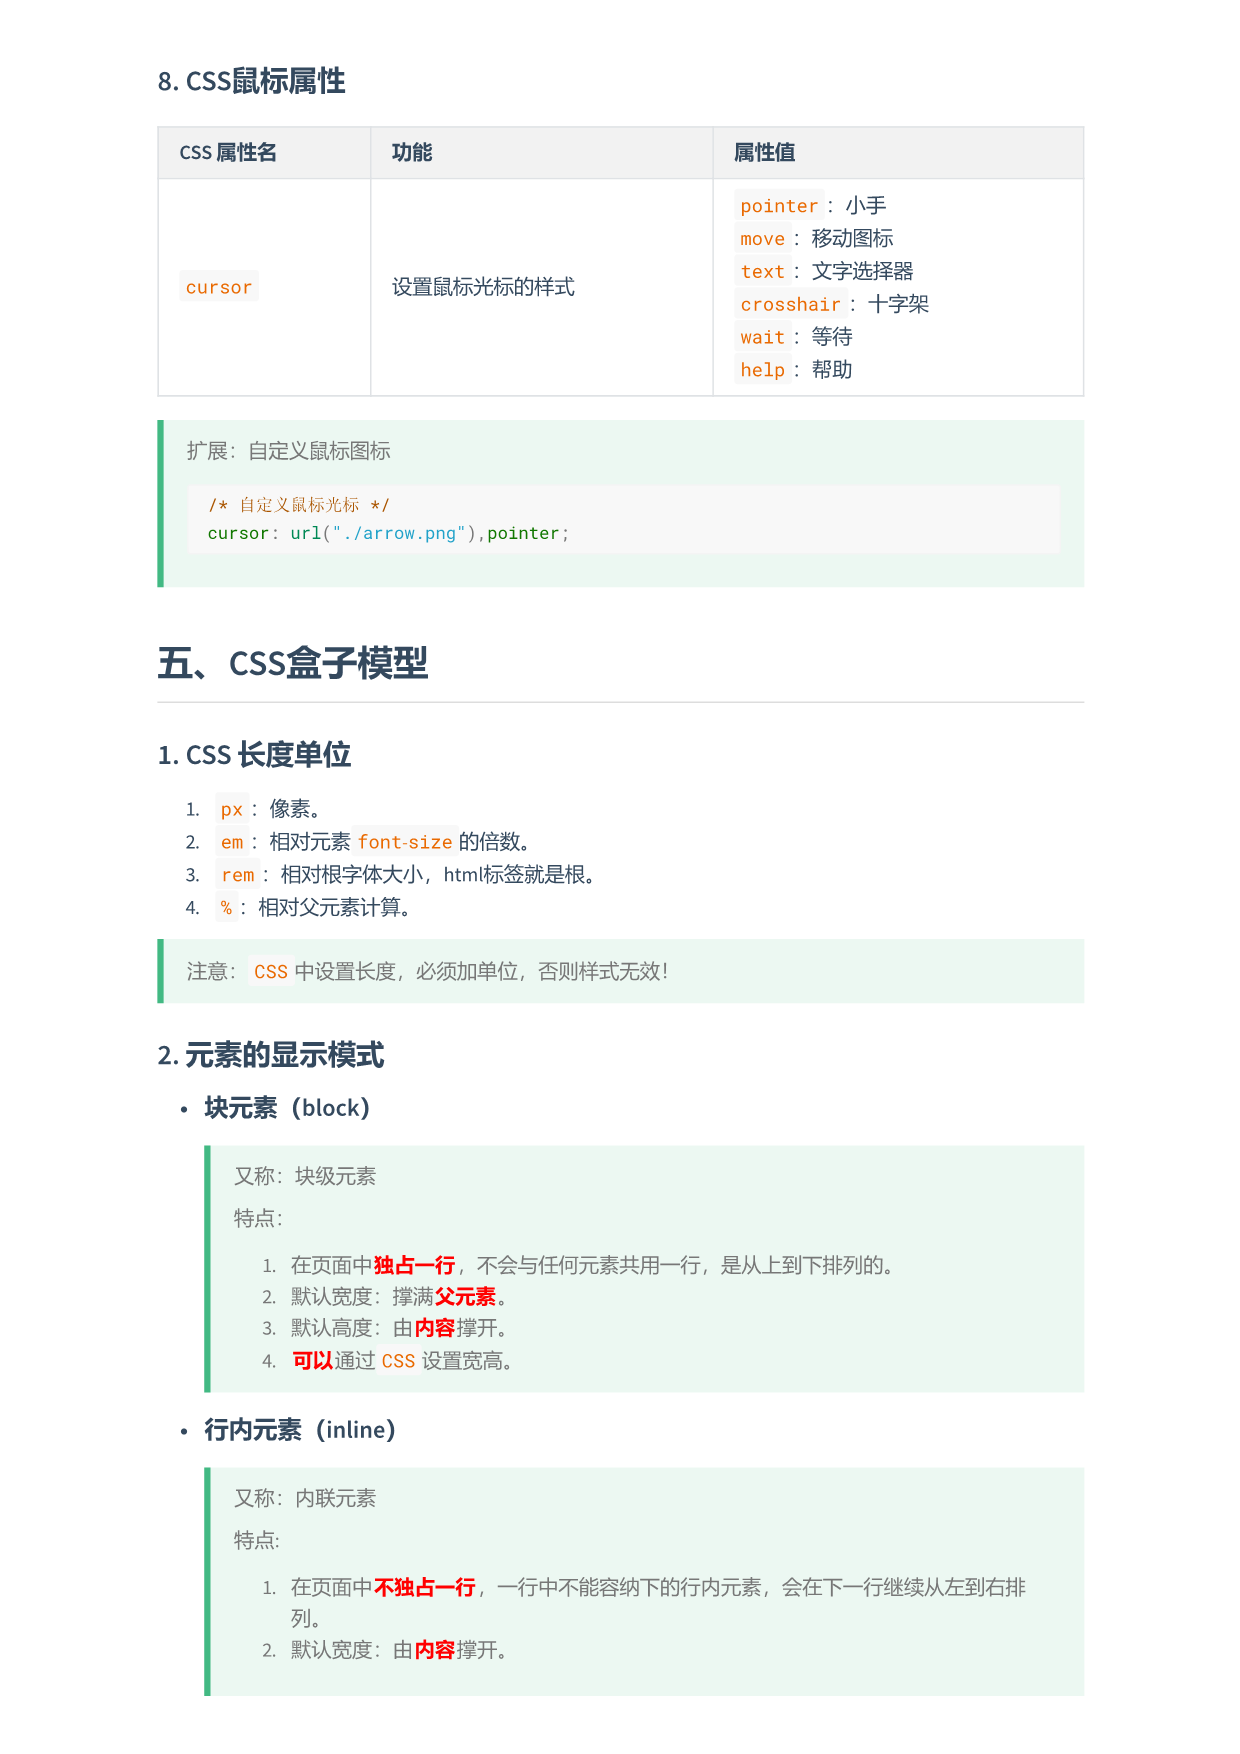 8. CSS鼠标属性
CSS 属性名 功能 属性值
cursor 设置鼠标光标的样式
pointer ：小手
move ：移动图标
text ：文字选择器
crosshair ：十字架
wait ：等待
help ：帮助
扩展：自定义鼠标图标
/* 自定义鼠标光标 */
cursor: url("./arrow.png"),pointer;
五、CSS盒子模型
1. CSS 长度单位
1. px ：像素。
2. em ：相对元素 font-size 的倍数。
3. rem ：相对根字体大小，html标签就是根。
4. % ：相对父元素计算。
注意： CSS 中设置长度，必须加单位，否则样式无效！
2. 元素的显示模式
• 块元素（block）
又称：块级元素
特点：
1. 在页面中独占一行，不会与任何元素共用一行，是从上到下排列的。
2. 默认宽度：撑满父元素。
3. 默认高度：由内容撑开。
4. 可以通过 CSS 设置宽高。
• 行内元素（inline）
又称：内联元素
特点:
1. 在页面中不独占一行，一行中不能容纳下的行内元素，会在下一行继续从左到右排
列。
2. 默认宽度：由内容撑开。